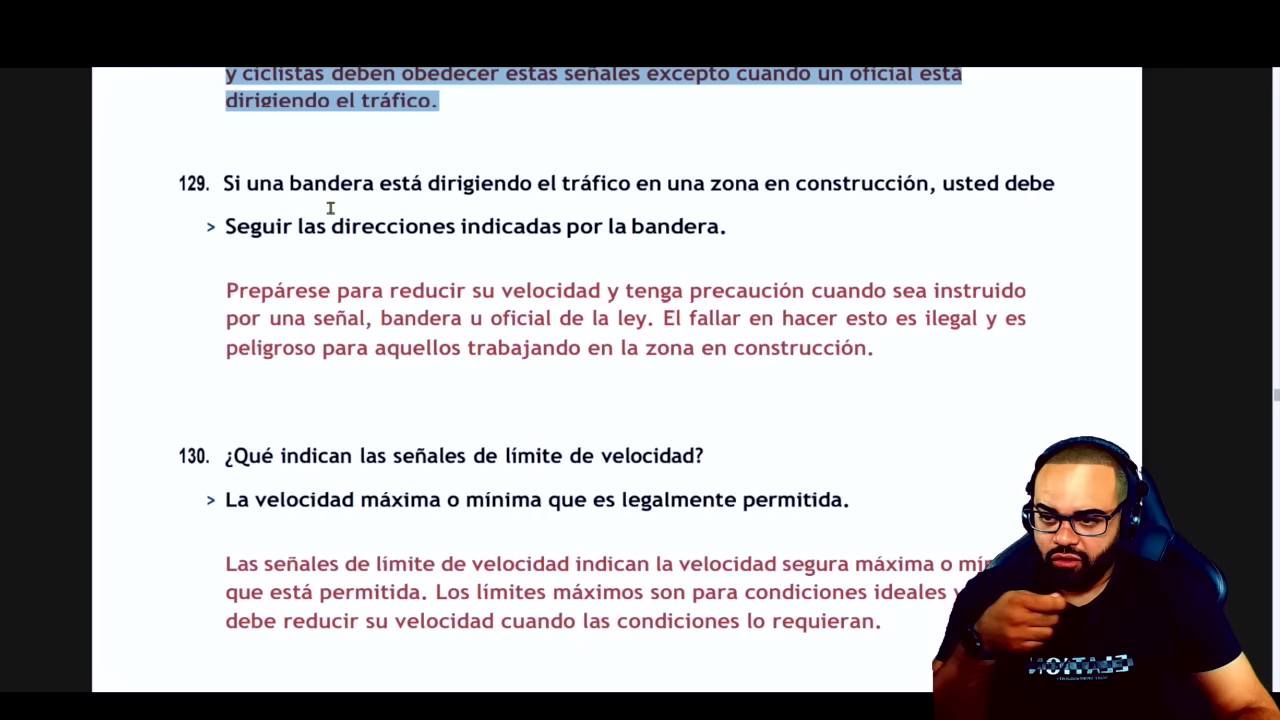 y ciclistas deben obedecer estas señales excepto cuando un oficial está
dirigiendo el tráfico.
129. Si una bandera está dirigiendo el tráfico en una zona en construcción, usted debe
> Seguir las direcciones indicadas por la bandera.
Prepárese para reducir su velocidad y tenga precaución cuando sea instruido
por una señal, bandera u oficial de la ley. El fallar en hacer esto es ilegal y es
peligroso para aquellos trabajando en la zona en construcción.
130. ¿Qué indican las señales de límite de velocidad?
> La velocidad máxima o mínima que es legalmente permitida.
Las señales de límite de velocidad indican la velocidad segura máxima o
que está permitida. Los límites máximos son para condiciones ideales
debe reducir su velocidad cuando las condiciones lo requieran.